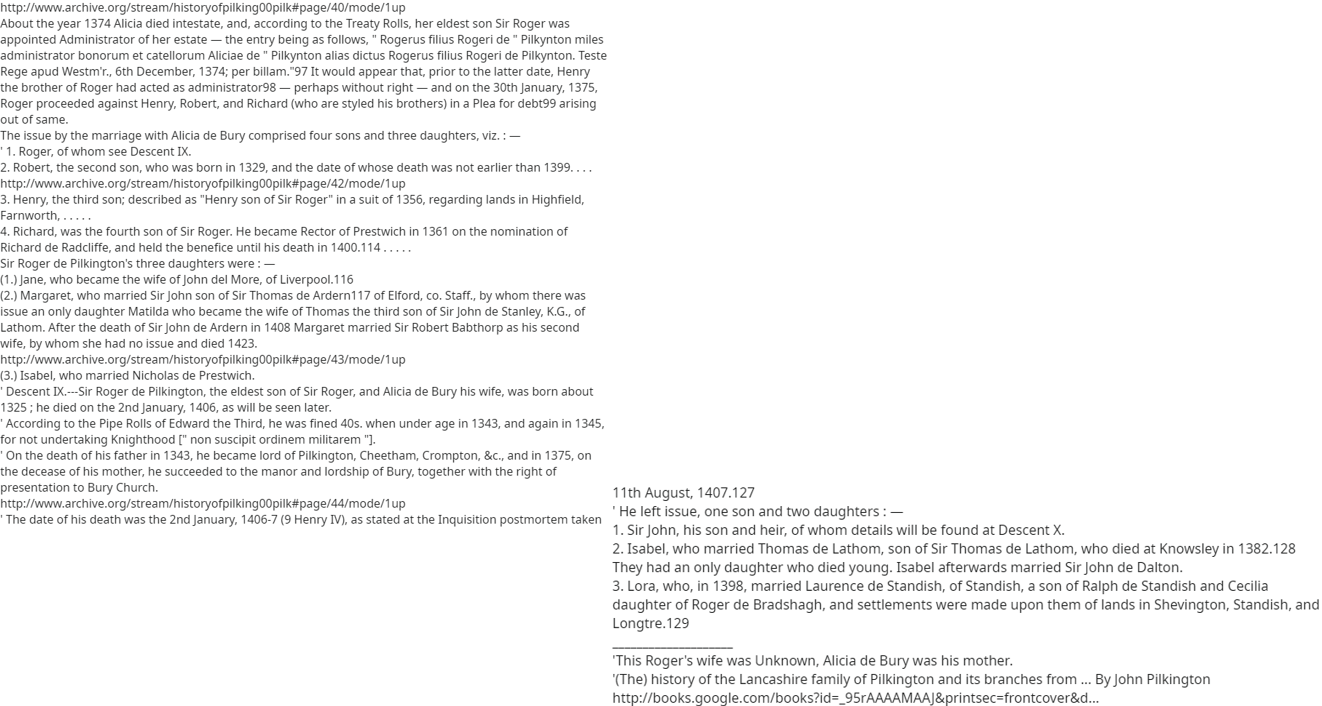 http://www.archive.org/stream/historyofpilking00pilk#page/40/mode/1up
About the year 1374 Alicia died intestate, and, according to the Treaty Rolls, her eldest son Sir Roger was
appointed Administrator of her estate — the entry being as follows, " Rogerus filius Rogeri de " Pilkynton miles
administrator bonorum et catellorum Aliciae de " Pilkynton alias dictus Rogerus filius Rogeri de Pilkynton. Teste
Rege apud Westm'r., 6th December, 1374; per billam."97 It would appear that, prior to the latter date, Henry
the brother of Roger had acted as administrator98 — perhaps without right — and on the 30th January, 1375,
Roger proceeded against Henry, Robert, and Richard (who are styled his brothers) in a Plea for debt99 arising
out of same.
The issue by the marriage with Alicia de Bury comprised four sons and three daughters, viz. : —
' 1. Roger, of whom see Descent IX.
2. Robert, the second son, who was born in 1329, and the date of whose death was not earlier than 1399. . . .
http://www.archive.org/stream/historyofpilking00pilk#page/42/mode/1up
3. Henry, the third son; described as "Henry son of Sir Roger" in a suit of 1356, regarding lands in Highfield,
Farnworth, . . . . .
4. Richard, was the fourth son of Sir Roger. He became Rector of Prestwich in 1361 on the nomination of
Richard de Radcliffe, and held the benefice until his death in 1400.114 . . . . .
Sir Roger de Pilkington's three daughters were : —
(1.) Jane, who became the wife of John del More, of Liverpool.116
(2.) Margaret, who married Sir John son of Sir Thomas de Ardern117 of Elford, co. Staff., by whom there was
issue an only daughter Matilda who became the wife of Thomas the third son of Sir John de Stanley, K.G., of
Lathom. After the death of Sir John de Ardern in 1408 Margaret married Sir Robert Babthorp as his second
wife, by whom she had no issue and died 1423.
http://www.archive.org/stream/historyofpilking00pilk#page/43/mode/1up
(3.) Isabel, who married Nicholas de Prestwich.
' Descent IX.---Sir Roger de Pilkington, the eldest son of Sir Roger, and Alicia de Bury his wife, was born about
1325 ; he died on the 2nd January, 1406, as will be seen later.
' According to the Pipe Rolls of Edward the Third, he was fined 40s. when under age in 1343, and again in 1345,
for not undertaking Knighthood [" non suscipit ordinem militarem "].
' On the death of his father in 1343, he became lord of Pilkington, Cheetham, Crompton, &c., and in 1375, on
the decease of his mother, he succeeded to the manor and lordship of Bury, together with the right of
presentation to Bury Church.
http://www.archive.org/stream/historyofpilking00pilk#page/44/mode/1up
' The date of his death was the 2nd January, 1406-7 (9 Henry IV), as stated at the Inquisition postmortem taken
11th August, 1407.127
' He left issue, one son and two daughters : —
1. Sir John, his son and heir, of whom details will be found at Descent X.
2. Isabel, who married Thomas de Lathom, son of Sir Thomas de Lathom, who died at Knowsley in 1382.128
They had an only daughter who died young. Isabel afterwards married Sir John de Dalton.
3. Lora, who, in 1398, married Laurence de Standish, of Standish, a son of Ralph de Standish and Cecilia
daughter of Roger de Bradshagh, and settlements were made upon them of lands in Shevington, Standish, and
Longtre.129
___________________
'This Roger's wife was Unknown, Alicia de Bury was his mother.
'(The) history of the Lancashire family of Pilkington and its branches from ... By John Pilkington
http://books.google.com/books?id=_95rAAAAMAAJ&printsec=frontcover&d...